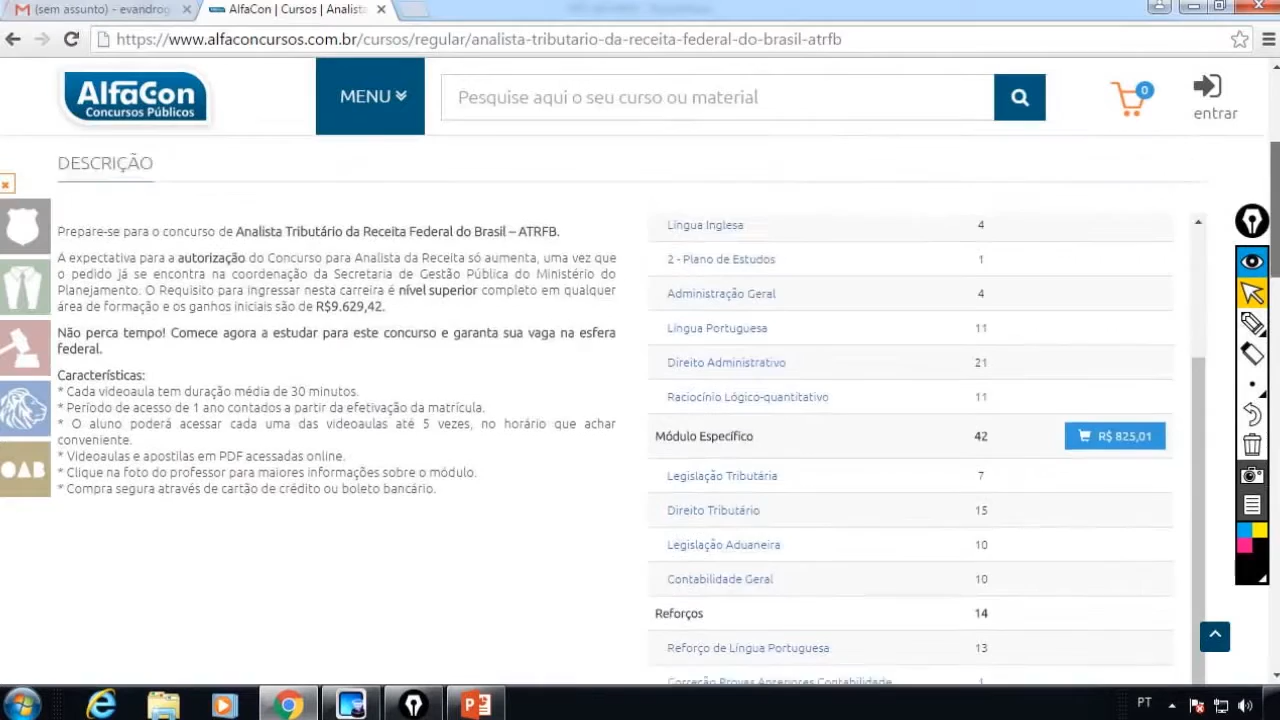 (sem assunto) - evandrog
AlfaCon | Cursos | Analista
https://www.alfaconcursos.com.br/cursos/regular/analista-tributario-da-receita-federal-do-brasil-atrfb
AlfaCon
Concursos Públicos
MENU
Pesquise aqui o seu curso ou material
0
entrar
DESCRIÇÃO
Prepare-se para o concurso de Analista Tributário da Receita Federal do Brasil – ATRFB.
A expectativa para a autorização do Concurso para Analista da Receita só aumenta, uma vez que
o pedido já se encontra na coordenação da Secretaria de Gestão Pública do Ministério do
Planejamento. O Requisito para ingressar nesta carreira é nível superior completo em qualquer
área de formação e os ganhos iniciais são de R$9.629,42.
Não perca tempo! Comece agora a estudar para este concurso e garanta sua vaga na esfera
federal.
Características:
* Cada videoaula tem duração média de 30 minutos.
* Período de acesso de 1 ano contados a partir da efetivação da matrícula.
* O aluno poderá acessar cada uma das videoaulas até 5 vezes, no horário que achar
conveniente.
* Videoaulas e apostilas em PDF acessadas online.
* Clique na foto do professor para maiores informações sobre o módulo.
* Compra segura através de cartão de crédito ou boleto bancário.
Língua Inglesa 4
2 - Plano de Estudos 1
Administração Geral 4
Língua Portuguesa 11
Direito Administrativo 21
Raciocínio Lógico-quantitativo 11
Módulo Específico 42 R$ 825,01
Legislação Tributária 7
Direito Tributário 15
Legislação Aduaneira 10
Contabilidade Geral 10
Reforços 14
Reforço de Língua Portuguesa 13
Correção Provas Anteriores Contabilidade 1
OAB
PT